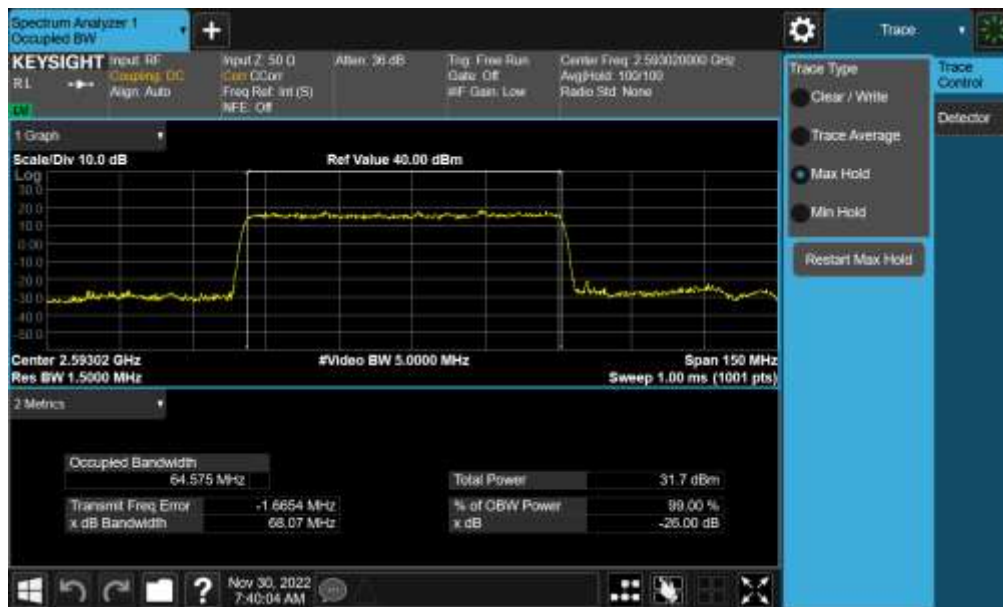 Spectrum Analyzer 1
Occupied BW
Trace
KEYSIGHT
R L
Input: RF
Coupling: DC
Align: Auto
Input Z: 50 Ω
Corr CCorr
Freq Ref: Int (S)
NFE: Off
Atten: 36 dB
Trig: Free Run
Gate: Off
#IF Gain: Low
Center Freq: 2.593020000 GHz
Avg|Hold: 100/100
Radio Std: None
Trace Type
Clear / Write
Trace Average
Max Hold
Min Hold
Restart Max Hold
Trace
Control
Detector
1 Graph
Scale/Div 10.0 dB
Ref Value 40.00 dBm
Log
30.0
20.0
10.0
0.00
-10.0
-20.0
-30.0
-40.0
-50.0
Center 2.59302 GHz
#Video BW 5.0000 MHz
Span 150 MHz
Res BW 1.5000 MHz
Sweep 1.00 ms (1001 pts)
2 Metrics
Occupied Bandwidth
64.575 MHz
Total Power
31.7 dBm
Transmit Freq Error
-1.6654 MHz
% of OBW Power
99.00 %
x dB Bandwidth
68.07 MHz
x dB
-26.00 dB
?
Nov 30, 2022
7:40:04 AM